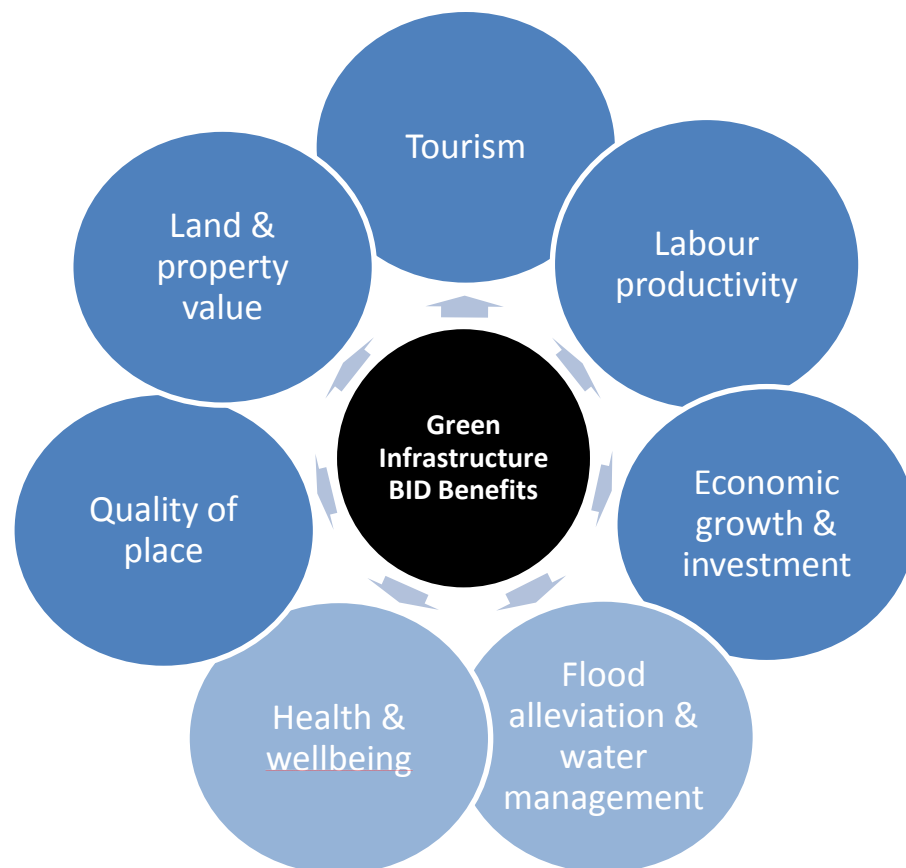 Tourism
Labour
productivity
Economic
growth &
investment
Flood
alleviation &
water
management
Health &
wellbeing
Quality of
place
Land &
property
value
Green
Infrastructure
BID Benefits